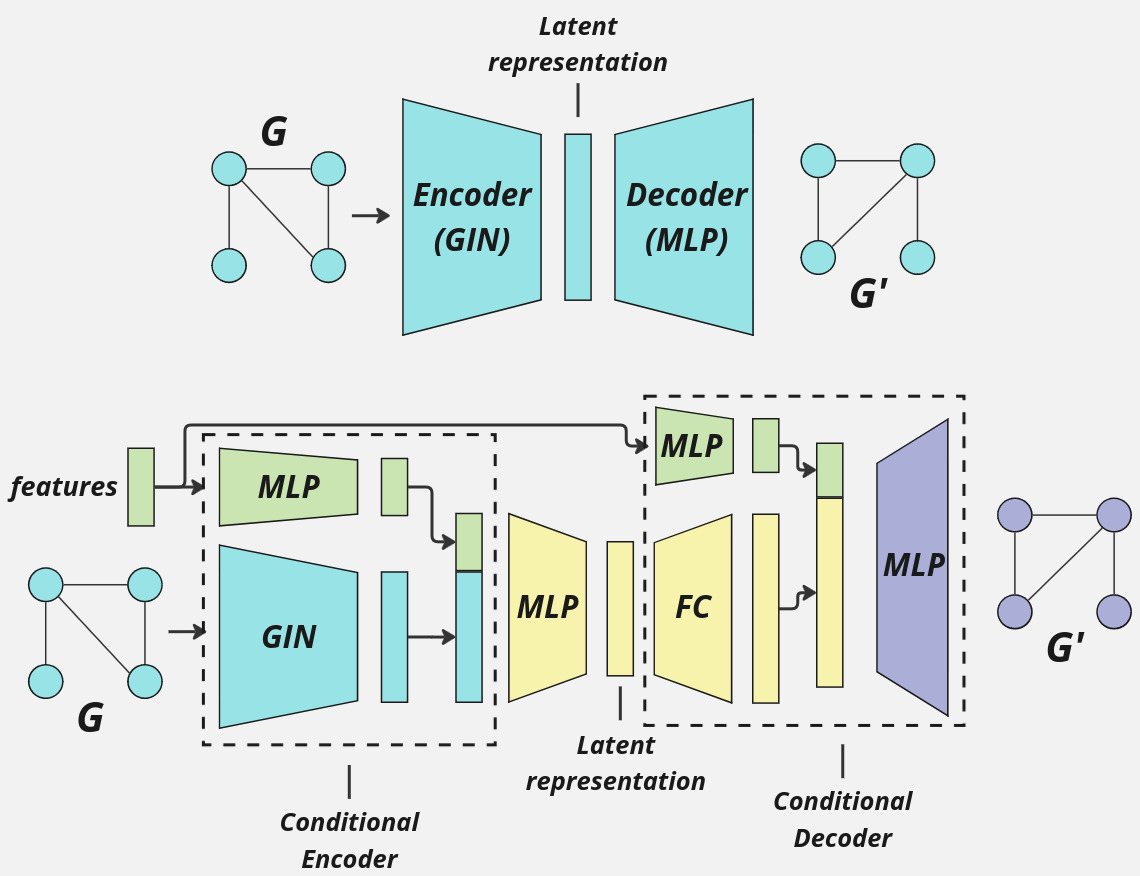 Latent
representation
G
Encoder
(GIN)
Decoder
(MLP)
G'
features
MLP
MLP
GIN
MLP
FC
MLP
G
G'
Latent
representation
Conditional
Encoder
Conditional
Decoder